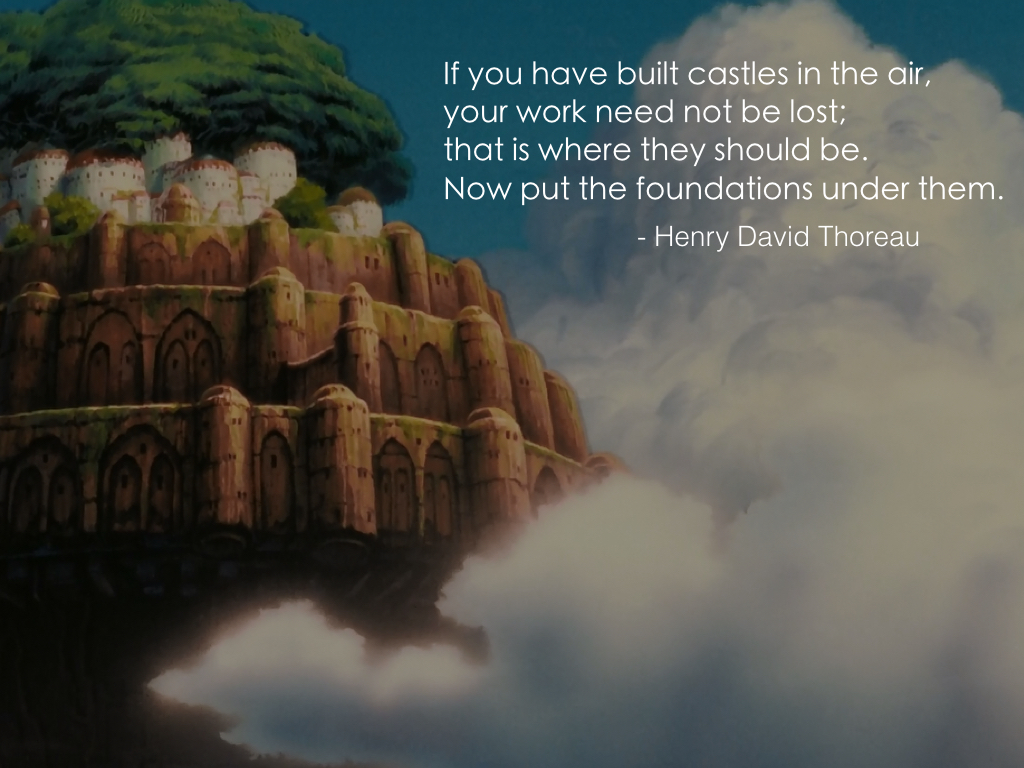 If you have built castles in the air,
your work need not be lost;
that is where they should be.
Now put the foundations under them.
- Henry David Thoreau